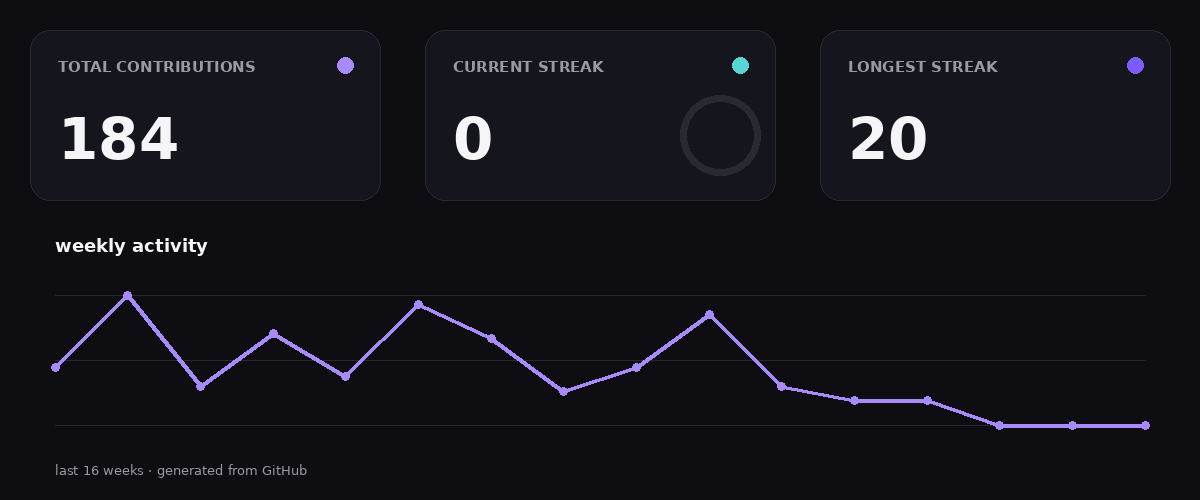 TOTAL CONTRIBUTIONS
184
CURRENT STREAK
0
LONGEST STREAK
20
weekly activity
last 16 weeks · generated from GitHub